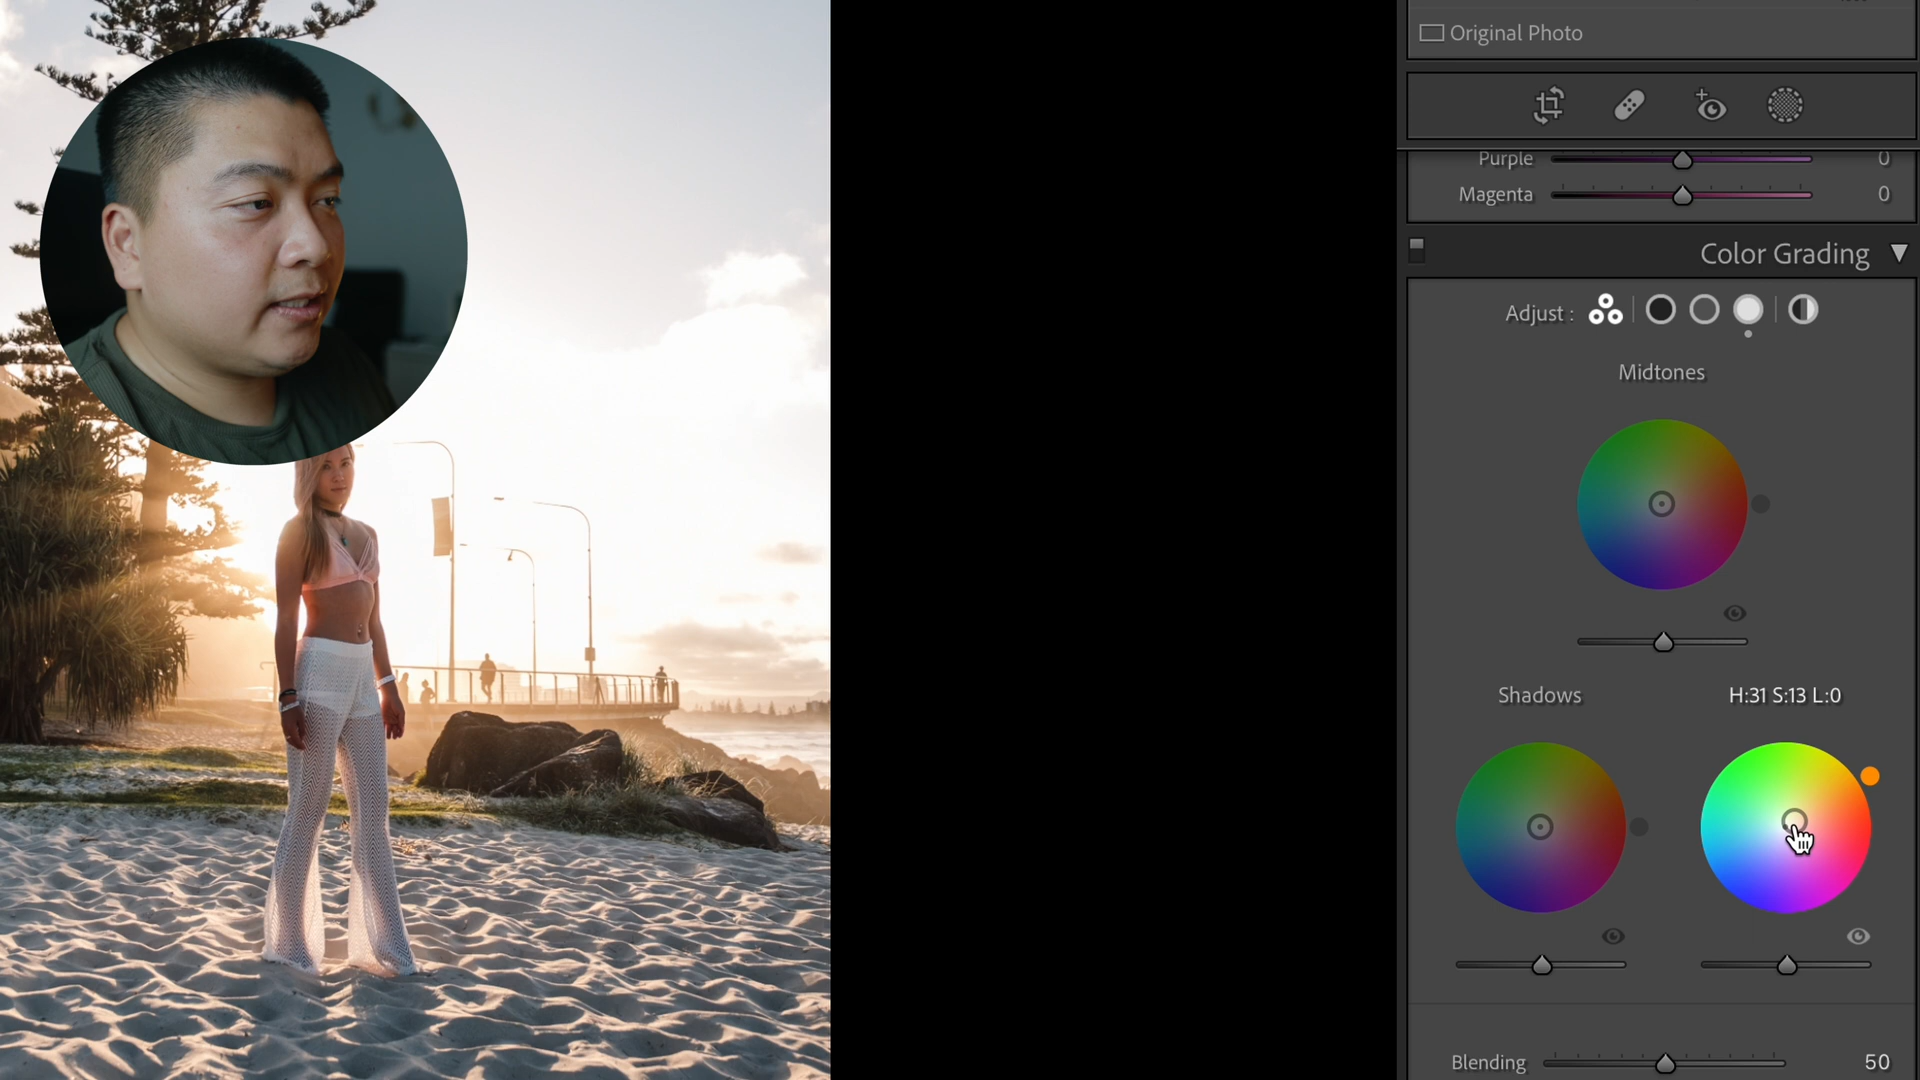 Original Photo
Purple 0
Magenta 0
Color Grading
Adjust :
Midtones
Shadows H:31 S:13 L:0
Blending 50